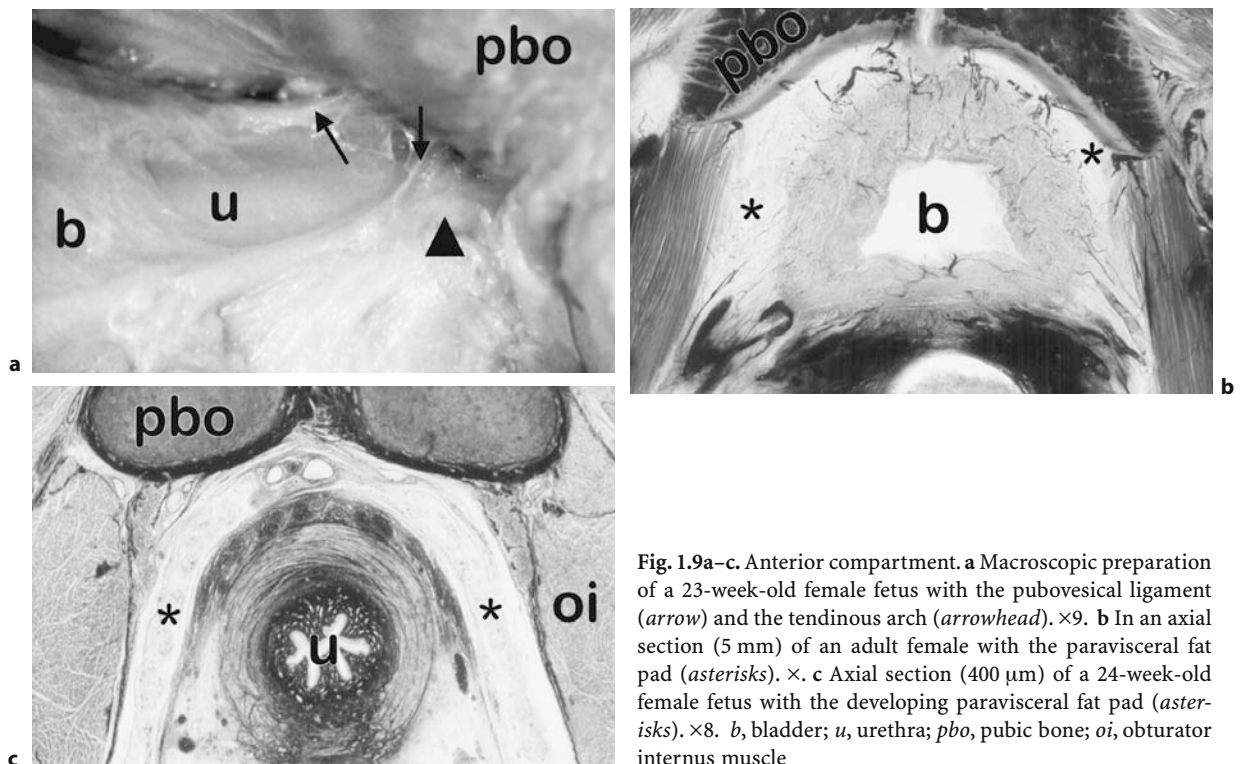 pbo
b
u
a
pbo
b
b
pbo
oi
u
c
Fig. 1.9a–c. Anterior compartment. a Macroscopic preparation
of a 23-week-old female fetus with the pubovesical ligament
(arrow) and the tendinous arch (arrowhead). ×9. b In an axial
section (5 mm) of an adult female with the paravisceral fat
pad (asterisks). ×. c Axial section (400 µm) of a 24-week-old
female fetus with the developing paravisceral fat pad (aster-
isks). ×8. b, bladder; u, urethra; pbo, pubic bone; oi, obturator
internus muscle